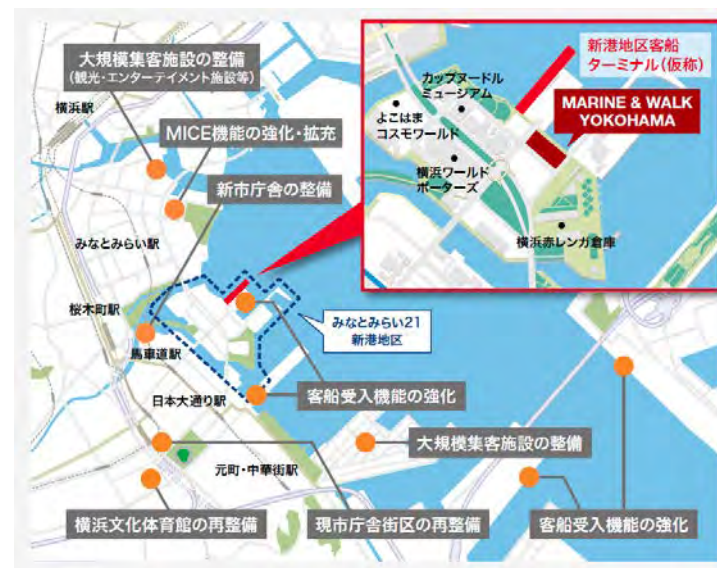 大規模集客施設の整備
(観光・エンターテイメント施設等)
横浜駅
MICE機能の強化・拡充
新市庁舎の整備
みなとみらい駅
桜木町駅
馬車道駅
日本大通り駅
元町・中華街駅
みなとみらい21
新港地区
客船受入機能の強化
大規模集客施設の整備
横浜文化体育館の再整備
現市庁舎街区の再整備
客船受入機能の強化
新港地区客船
ターミナル(仮称)
カップヌードル
ミュージアム
MARINE & WALK
YOKOHAMA
よこはま
コスモワールド
横浜ワールド
ポーターズ
横浜赤レンガ倉庫